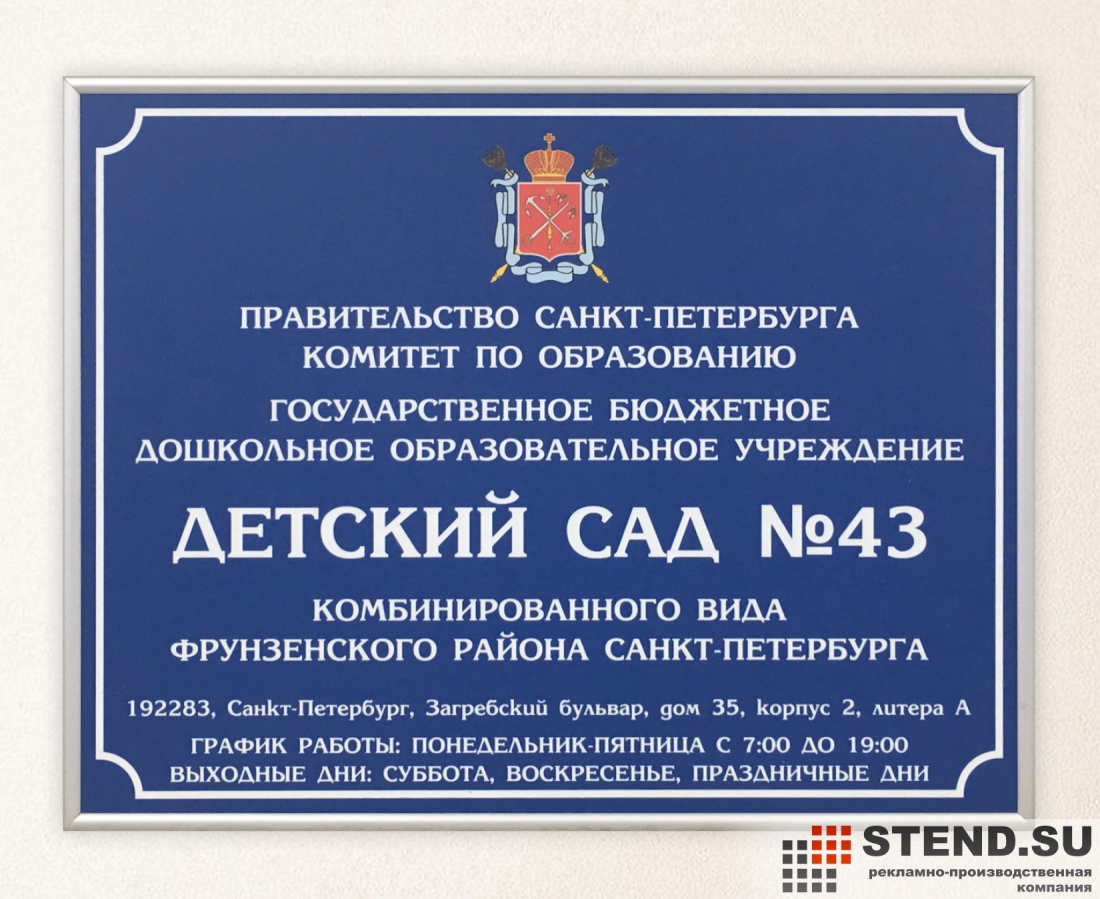 ПРАВИТЕЛЬСТВО САНКТ-ПЕТЕРБУРГА
КОМИТЕТ ПО ОБРАЗОВАНИЮ
ГОСУДАРСТВЕННОЕ БЮДЖЕТНОЕ
ДОШКОЛЬНОЕ ОБРАЗОВАТЕЛЬНОЕ УЧРЕЖДЕНИЕ
ДЕТСКИЙ САД №43
КОМБИНИРОВАННОГО ВИДА
ФРУНЗЕНСКОГО РАЙОНА САНКТ-ПЕТЕРБУРГА
192283, Санкт-Петербург, Загребский бульвар, дом 35, корпус 2, литера А
ГРАФИК РАБОТЫ: ПОНЕДЕЛЬНИК-ПЯТНИЦА С 7:00 ДО 19:00
ВЫХОДНЫЕ ДНИ: СУББОТА, ВОСКРЕСЕНЬЕ, ПРАЗДНИЧНЫЕ ДНИ
STEND.SU
рекламно-производственная
компания